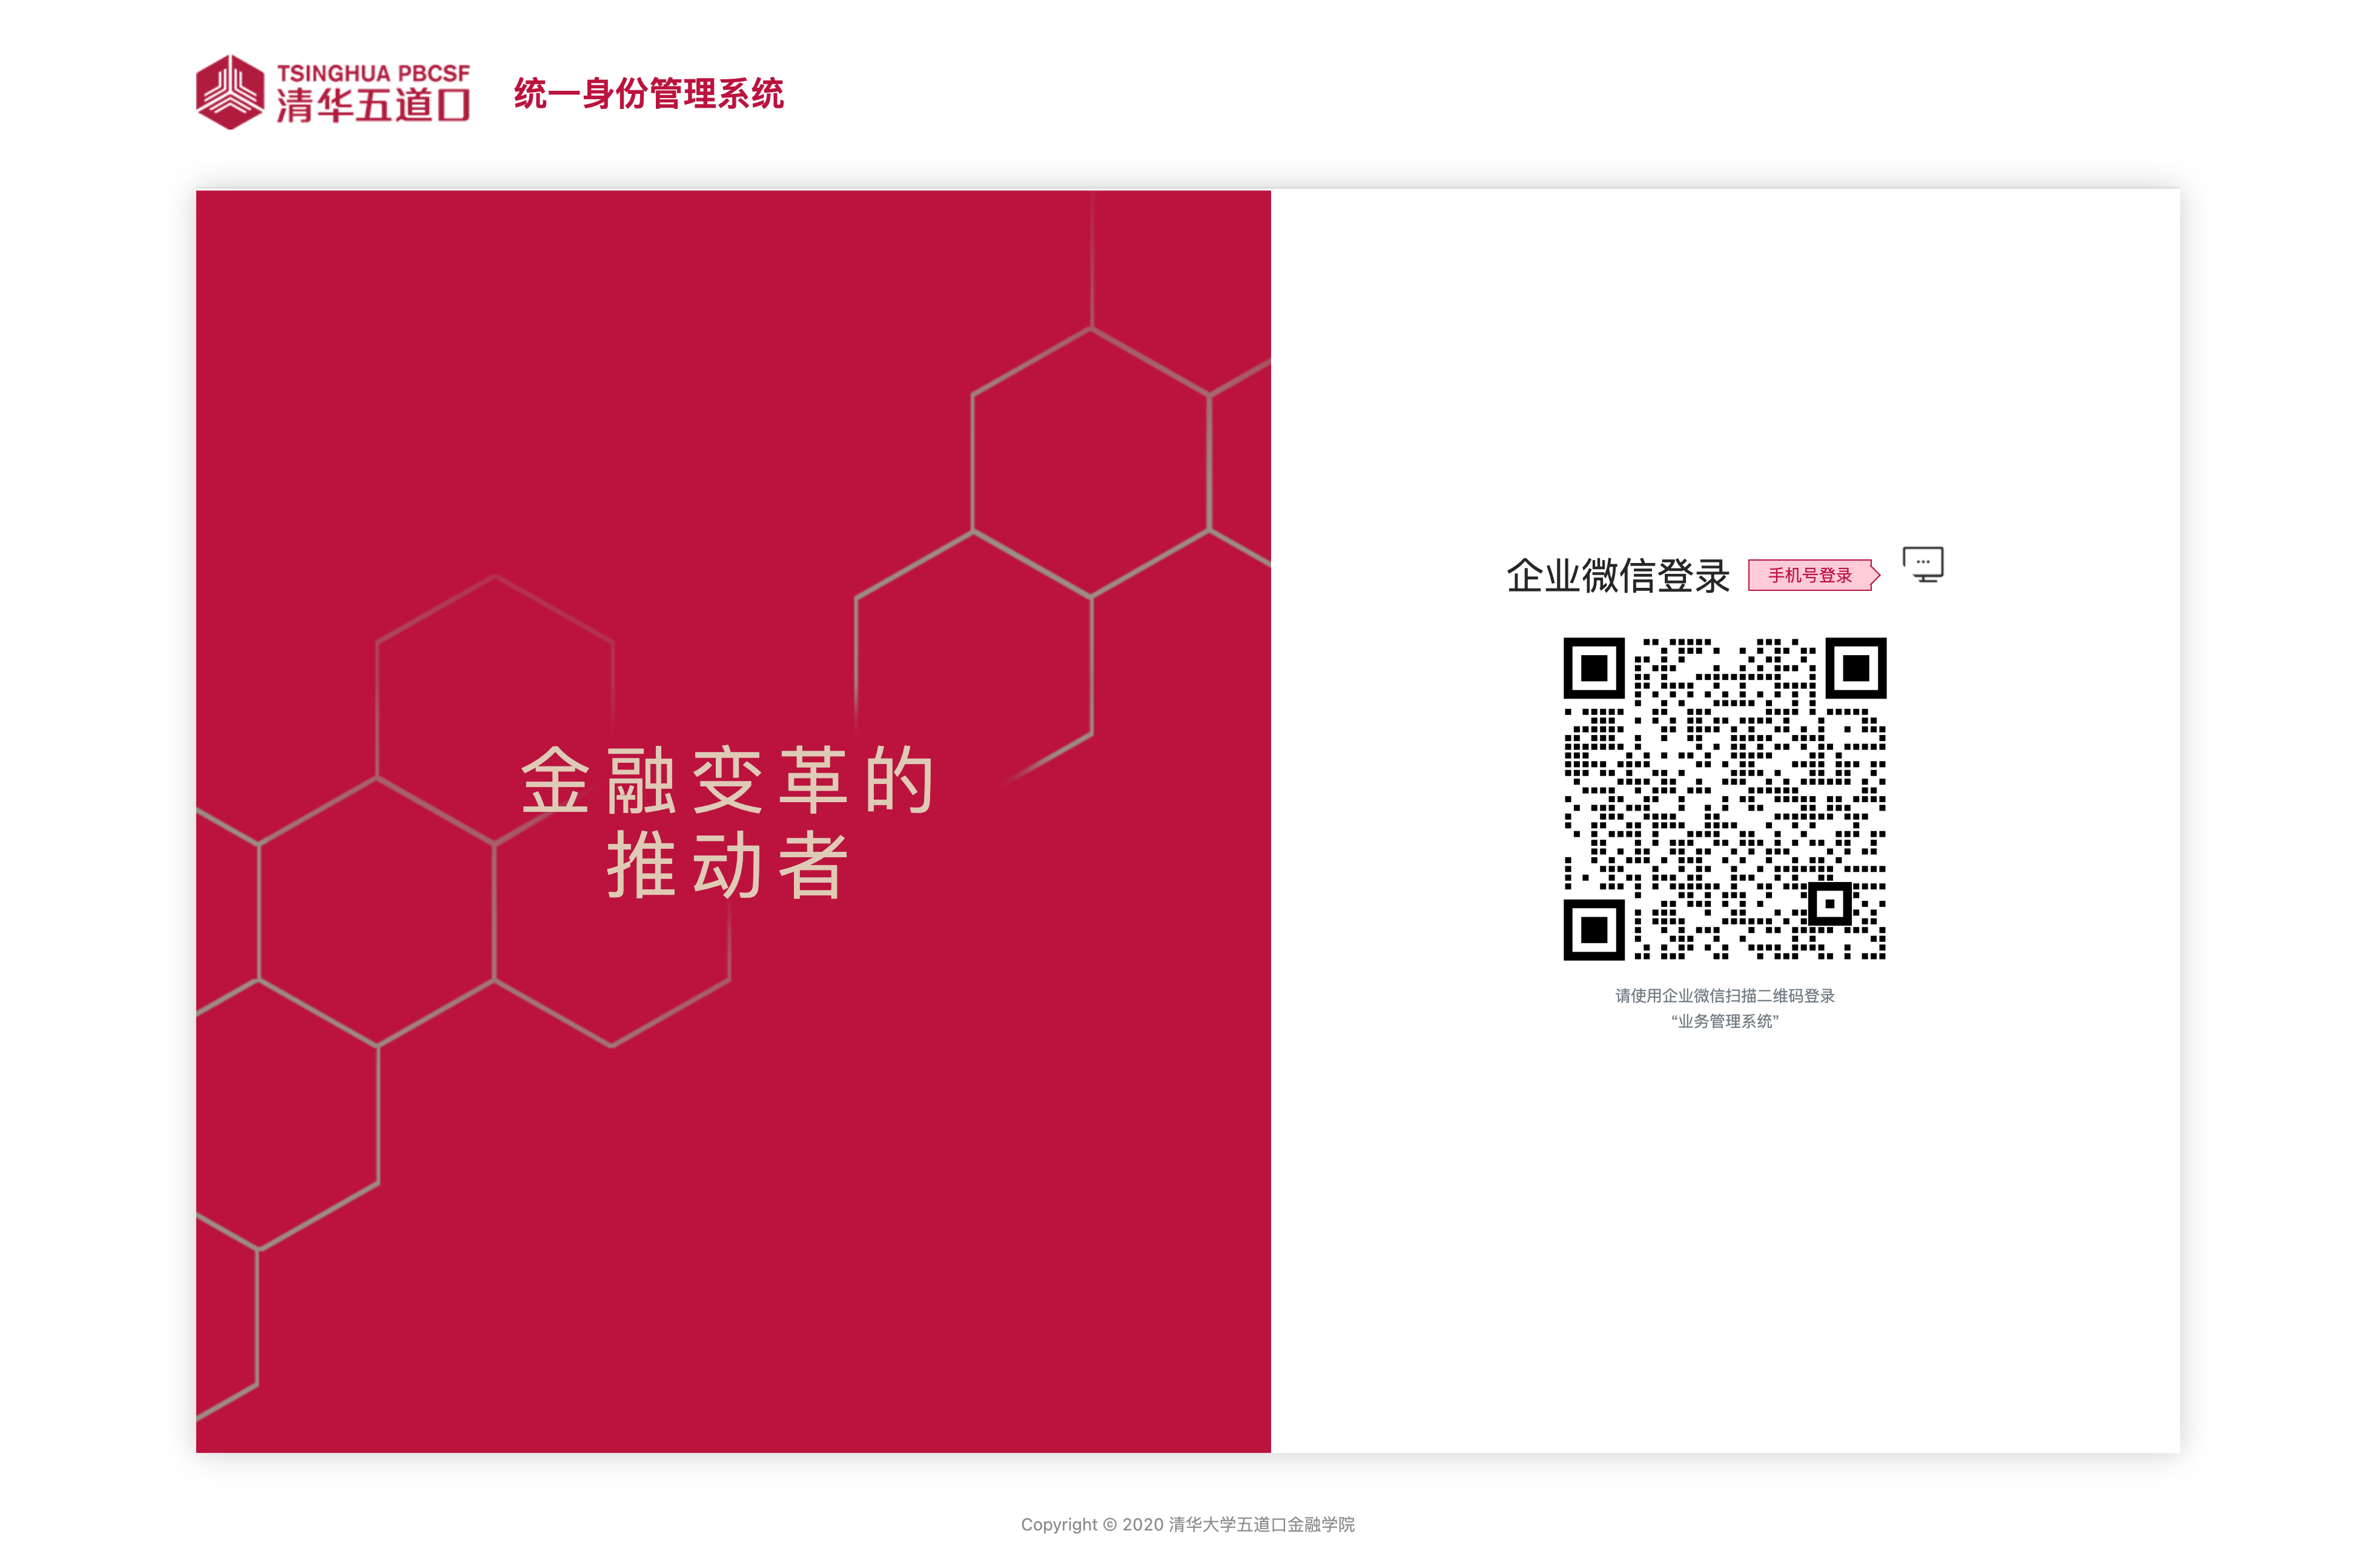 TSINGHUA PBCSF
清华五道口
统一身份管理系统
金融变革的
推动者
企业微信登录
手机号登录
请使用企业微信扫描二维码登录
“业务管理系统”
Copyright © 2020 清华大学五道口金融学院